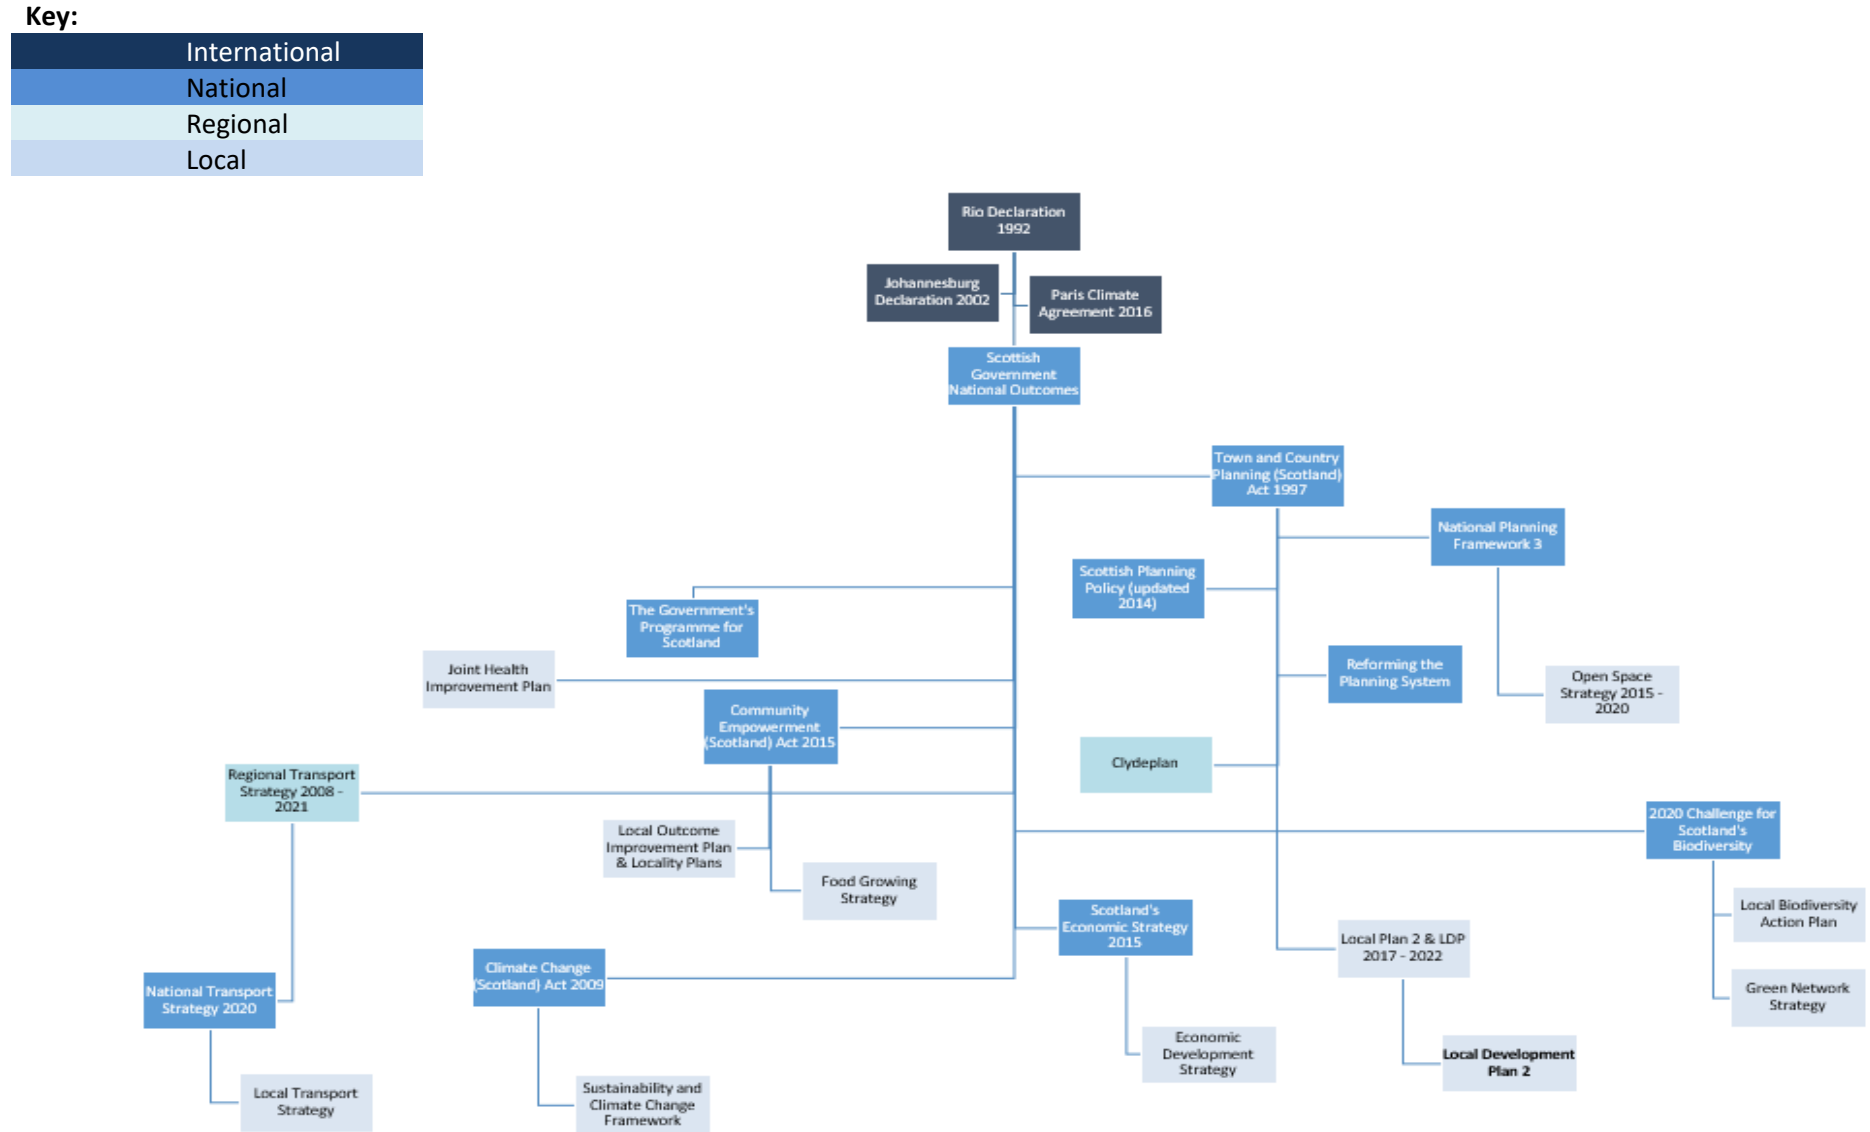 Key:
International
National
Regional
Local
Rio Declaration
1992
Johannesburg
Declaration 2002
Paris Climate
Agreement 2016
Scottish
Government
National Outcomes
Town and Country
Planning (Scotland)
Act 1997
National Planning
Framework 3
Scottish Planning
Policy (updated
2014)
The Government's
Programme for
Scotland
Joint Health
Improvement Plan
Reforming the
Planning System
Open Space
Strategy 2015 -
2020
Community
Empowerment
(Scotland) Act 2015
Clydeplan
Regional Transport
Strategy 2008 -
2021
2020 Challenge for
Scotland's
Biodiversity
Local Outcome
Improvement Plan
& Locality Plans
Food Growing
Strategy
Scotland's
Economic Strategy
2015
Local Biodiversity
Action Plan
Local Plan 2 & LDP
2017 - 2022
Climate Change
(Scotland) Act 2009
National Transport
Strategy 2020
Green Network
Strategy
Economic
Development
Strategy
Local Development
Plan 2
Local Transport
Strategy
Sustainability and
Climate Change
Framework